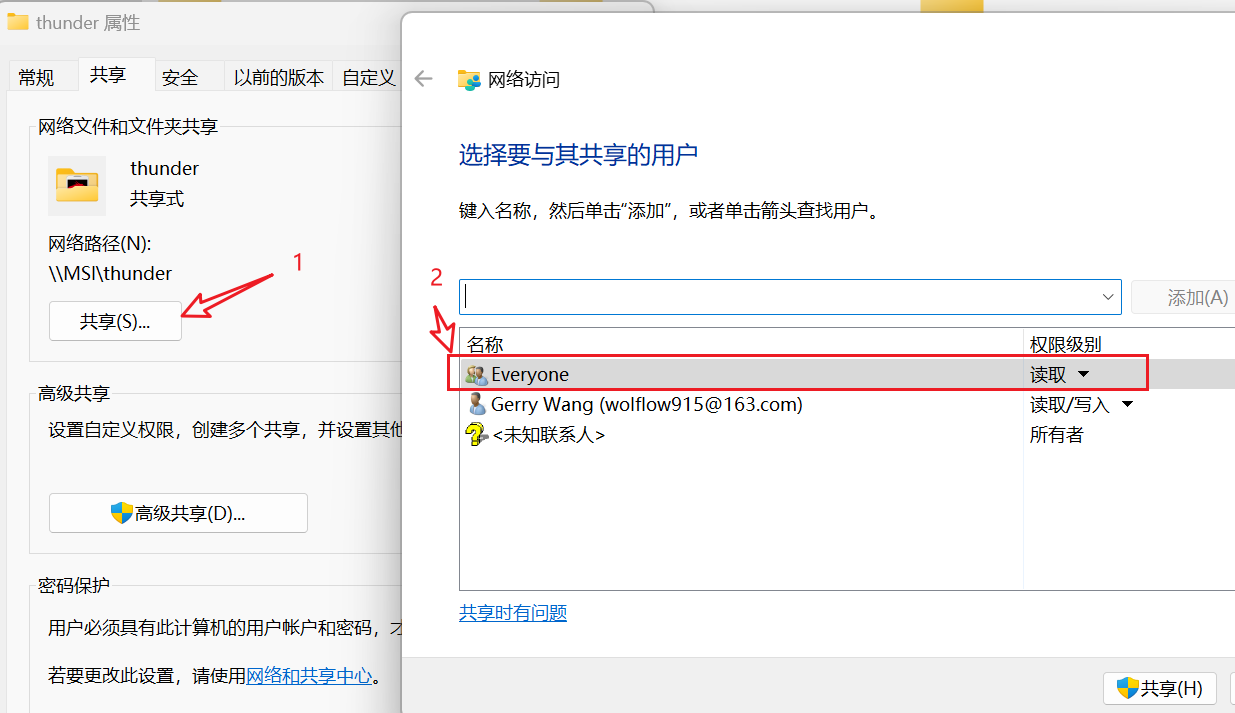 thunder 属性
常规 共享 安全 以前的版本 自定义
网络文件和文件夹共享
thunder
共享式
网络路径(N):
\\MSI\thunder
1
共享(S)...
高级共享
设置自定义权限，创建多个共享，并设置其他
高级共享(D)...
密码保护
用户必须具有此计算机的用户帐户和密码，才
若要更改此设置，请使用网络和共享中心。
网络访问
选择要与其共享的用户
键入名称，然后单击“添加”，或者单击箭头查找用户。
2
添加(A)
名称 权限级别
Everyone 读取
Gerry Wang (wolflow915@163.com) 读取/写入
<未知联系人> 所有者
共享时有问题
共享(H)